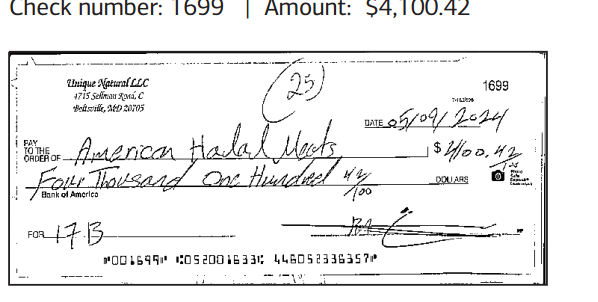 Check number: 1699 | Amount: $4,100.42
25
Unique Natural LLC
4715 Sellman Road, C
Beltsville, MD 20705
1699
DATE 05/09/2024
PAY TO THE ORDER OF American Halal Meats $4100.42
Four Thousand One Hundred 42/100 DOLLARS
Bank of America
FOR 17 B
⑈001699⑈ ⑆052001633⑆ 446052336357⑈